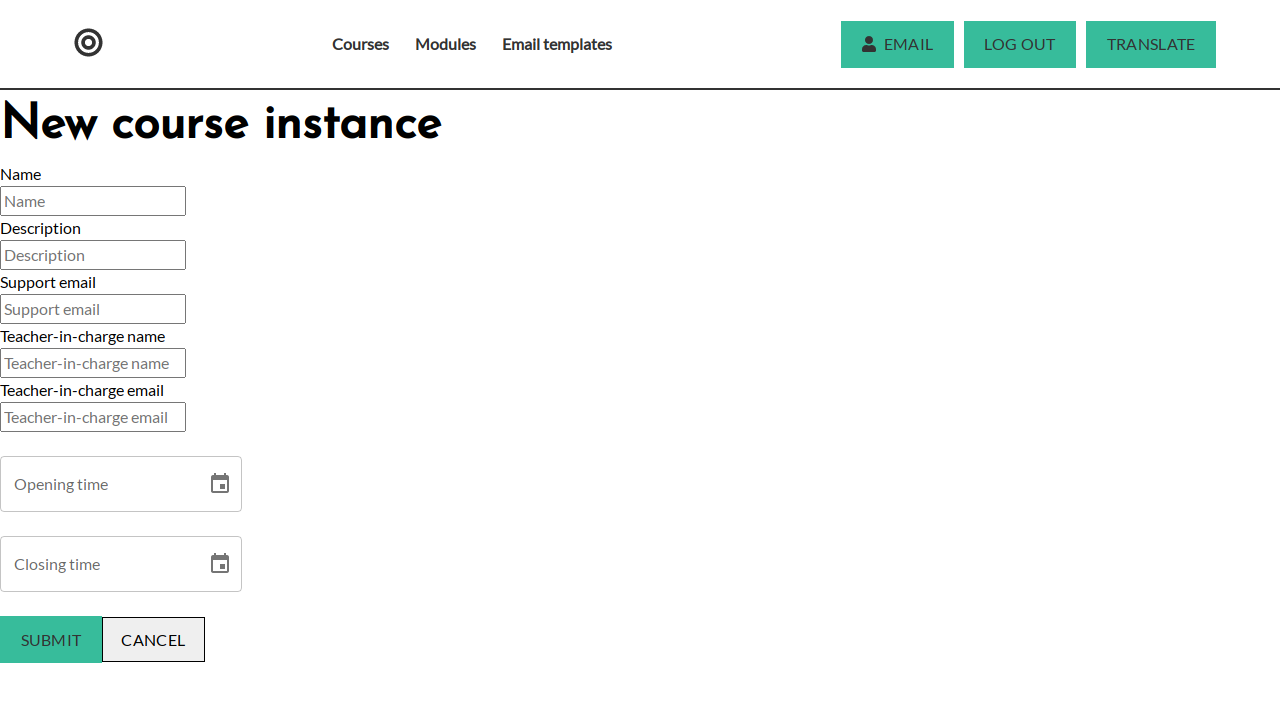 Courses Modules Email templates EMAIL LOG OUT TRANSLATE
New course instance
Name
Name
Description
Description
Support email
Support email
Teacher-in-charge name
Teacher-in-charge name
Teacher-in-charge email
Teacher-in-charge email
Opening time
Closing time
SUBMIT CANCEL